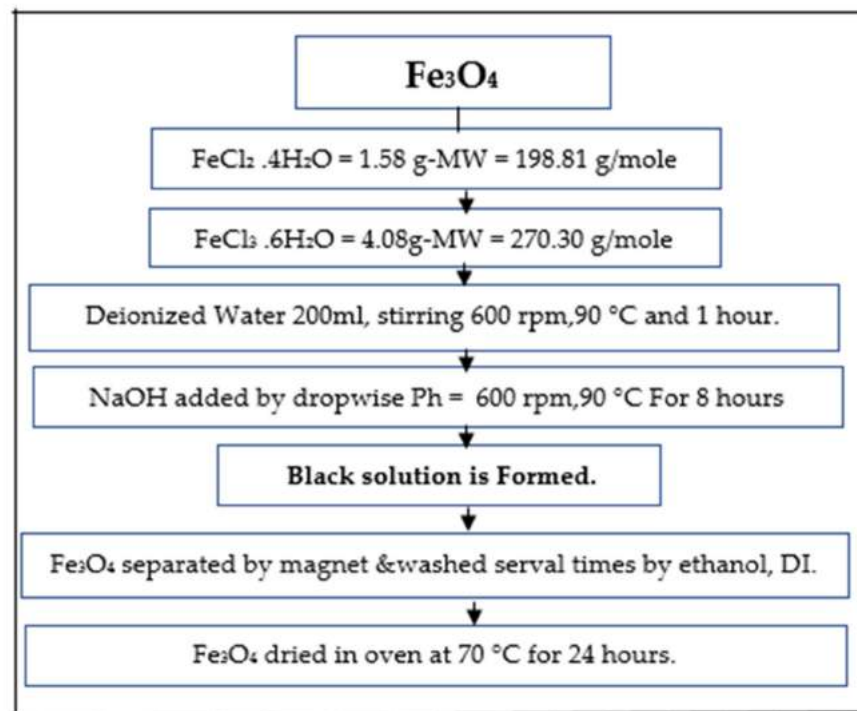 Fe₃O₄
FeCl₂ .4H₂O = 1.58 g-MW = 198.81 g/mole
FeCl₃ .6H₂O = 4.08g-MW = 270.30 g/mole
Deionized Water 200ml, stirring 600 rpm,90 °C and 1 hour.
NaOH added by dropwise Ph = 600 rpm,90 °C For 8 hours
Black solution is Formed.
Fe₃O₄ separated by magnet &washed serval times by ethanol, DI.
Fe₃O₄ dried in oven at 70 °C for 24 hours.